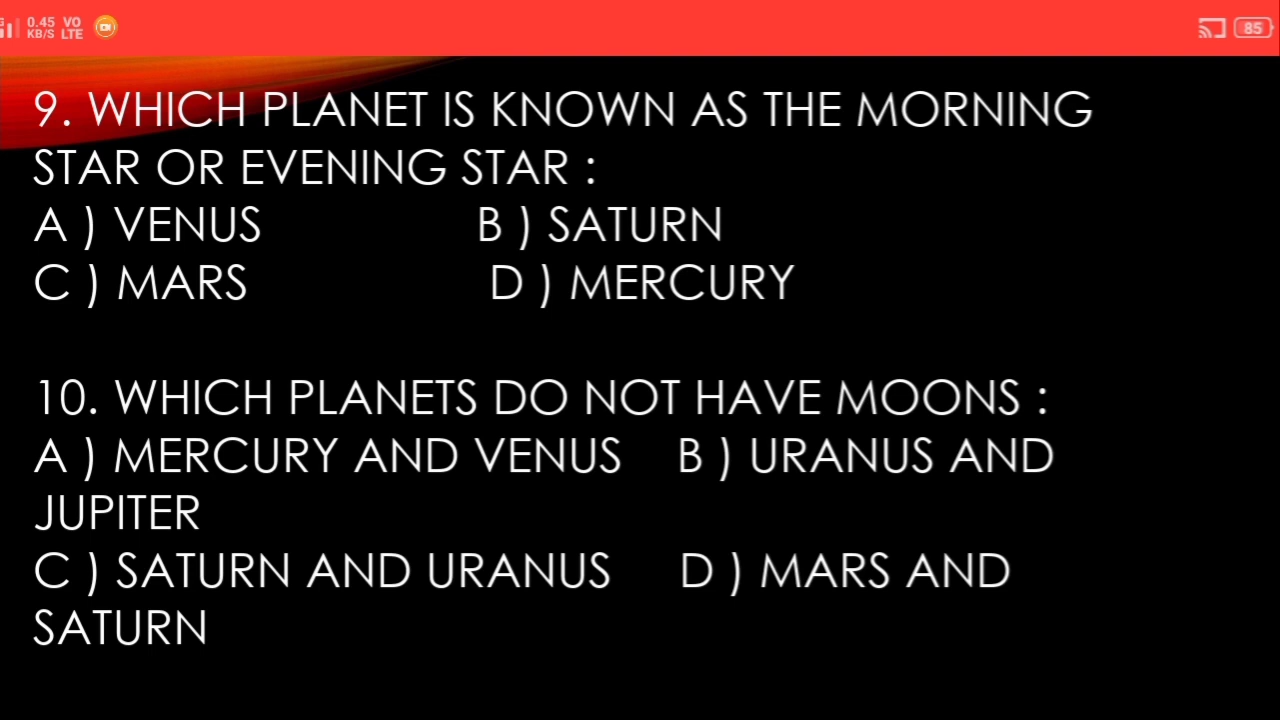 0.45 VO
KB/S LTE
85
9. WHICH PLANET IS KNOWN AS THE MORNING
STAR OR EVENING STAR :
A ) VENUS B ) SATURN
C ) MARS D ) MERCURY
10. WHICH PLANETS DO NOT HAVE MOONS :
A ) MERCURY AND VENUS B ) URANUS AND
JUPITER
C ) SATURN AND URANUS D ) MARS AND
SATURN